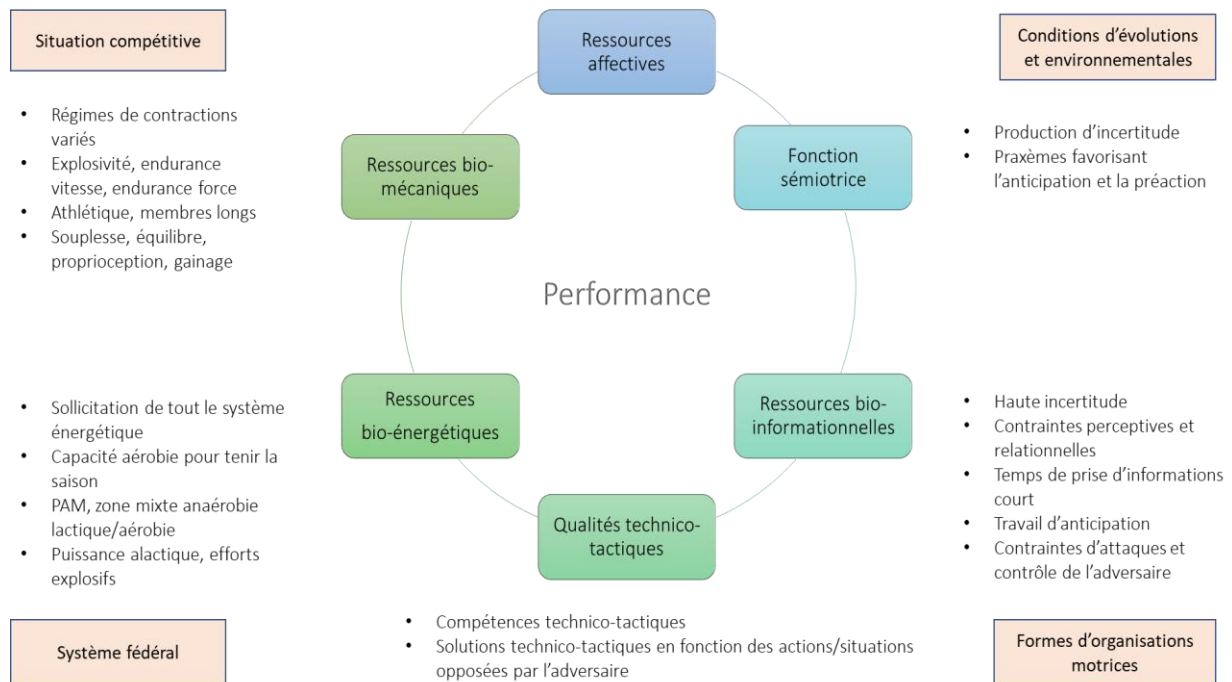 Situation compétitive
Ressources
affectives
Conditions d'évolutions
et environnementales
• Régimes de contractions
variés
• Explosivité, endurance
vitesse, endurance force
• Athlétique, membres longs
• Souplesse, équilibre,
proprioception, gainage
Ressources bio-
mécaniques
Fonction
sémiotrice
• Production d'incertitude
• Praxèmes favorisant
l'anticipation et la préaction
Performance
• Sollicitation de tout le système
énergétique
• Capacité aérobie pour tenir la
saison
• PAM, zone mixte anaérobie
lactique/aérobie
• Puissance alactique, efforts
explosifs
Ressources
bio-énergétiques
Ressources bio-
informationnelles
• Haute incertitude
• Contraintes perceptives et
relationnelles
• Temps de prise d'informations
court
• Travail d'anticipation
• Contraintes d'attaques et
contrôle de l'adversaire
Qualités technico-
tactiques
Système fédéral
• Compétences technico-tactiques
• Solutions technico-tactiques en fonction des actions/situations
opposées par l'adversaire
Formes d'organisations
motrices